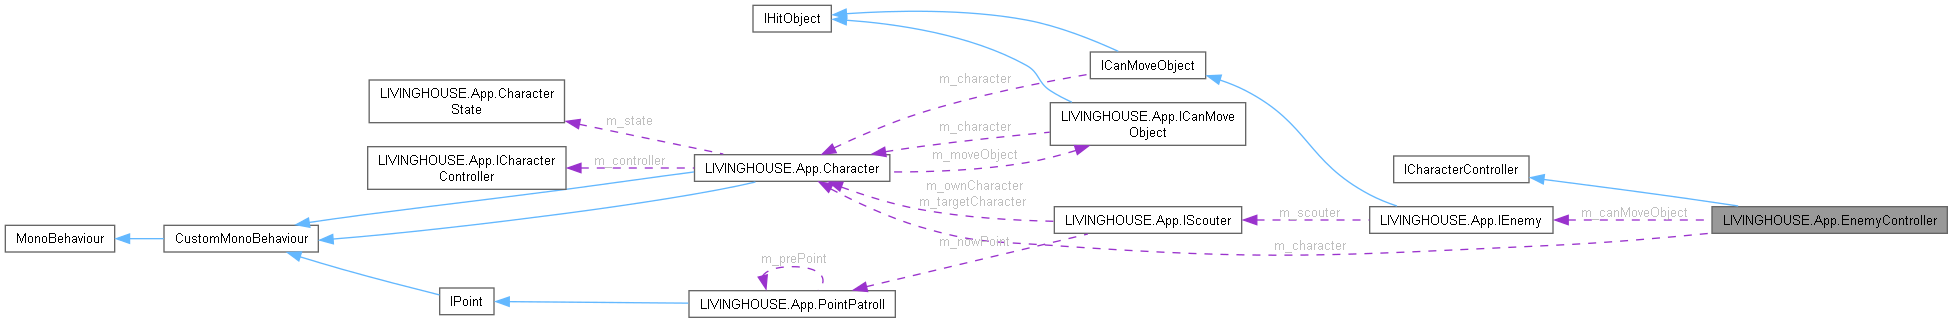 IHitObject
ICanMoveObject
m_character
LIVINGHOUSE.App.Character
State
m_state
LIVINGHOUSE.App.ICanMove
Object
m_character
m_moveObject
LIVINGHOUSE.App.ICharacter
Controller
m_controller
LIVINGHOUSE.App.Character
ICharacterController
m_ownCharacter
m_targetCharacter
LIVINGHOUSE.App.IScouter
m_scouter
LIVINGHOUSE.App.IEnemy
m_canMoveObject
LIVINGHOUSE.App.EnemyController
MonoBehaviour
CustomMonoBehaviour
m_nowPoint
m_character
m_prePoint
IPoint
LIVINGHOUSE.App.PointPatroll